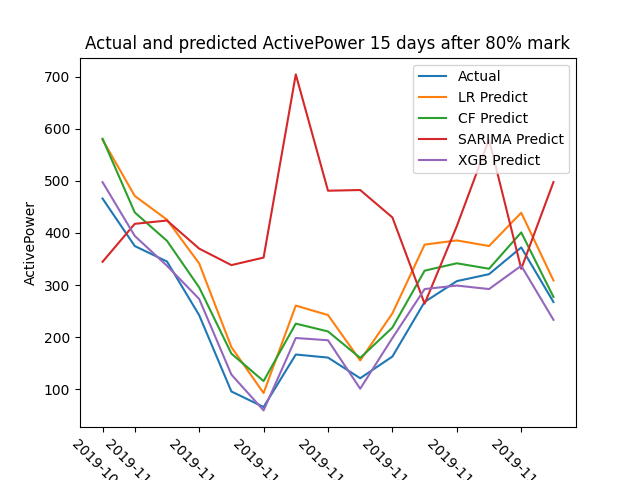 Actual and predicted ActivePower 15 days after 80% mark
700
600
500
400
300
200
100
ActivePower
Actual
LR Predict
CF Predict
SARIMA Predict
XGB Predict
2019-10
2019-11
2019-11
2019-11
2019-11
2019-11
2019-11
2019-11